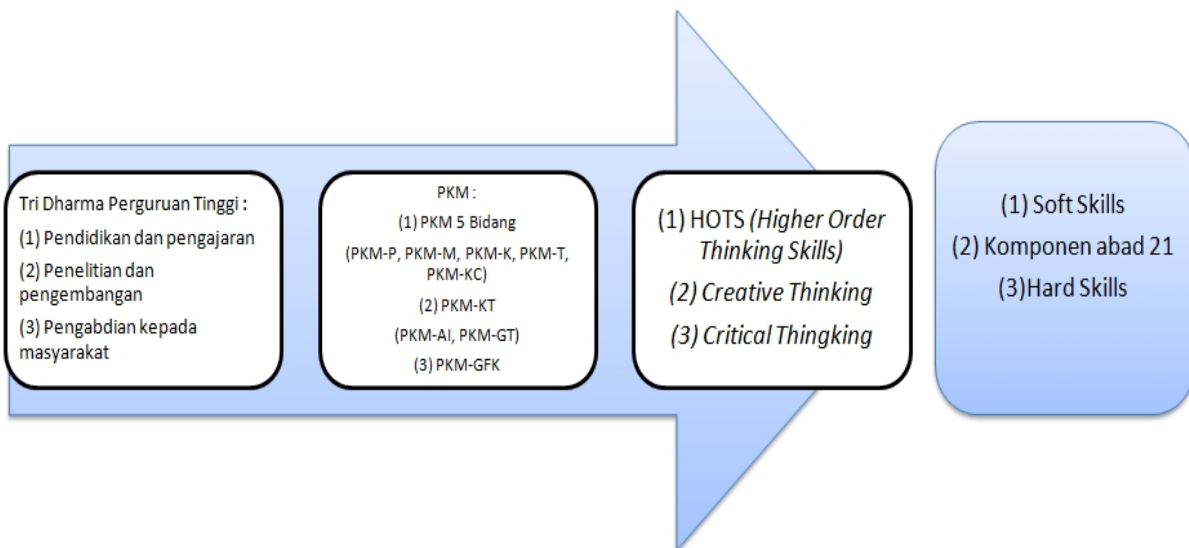 Tri Dharma Perguruan Tinggi :
(1) Pendidikan dan pengajaran
(2) Penelitian dan
pengembangan
(3) Pengabdian kepada
masyarakat
PKM :
(1) PKM 5 Bidang
(PKM-P, PKM-M, PKM-K, PKM-T,
PKM-KC)
(2) PKM-KT
(PKM-AI, PKM-GT)
(3) PKM-GFK
(1) HOTS (Higher Order
Thinking Skills)
(2) Creative Thinking
(3) Critical Thingking
(1) Soft Skills
(2) Komponen abad 21
(3)Hard Skills